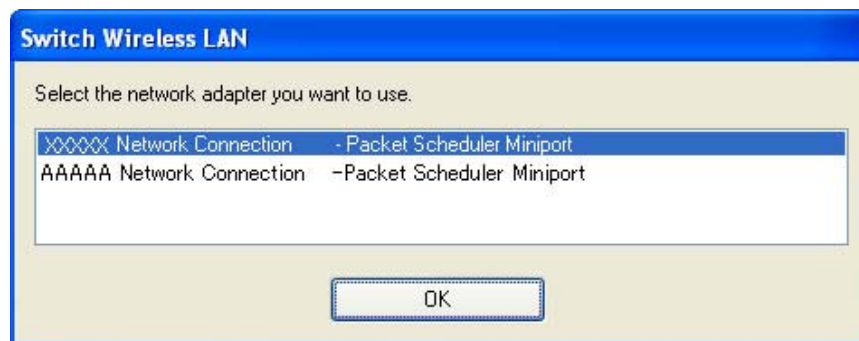 Switch Wireless LAN
Select the network adapter you want to use.
XXXXX Network Connection - Packet Scheduler Miniport
AAAAA Network Connection -Packet Scheduler Miniport
OK